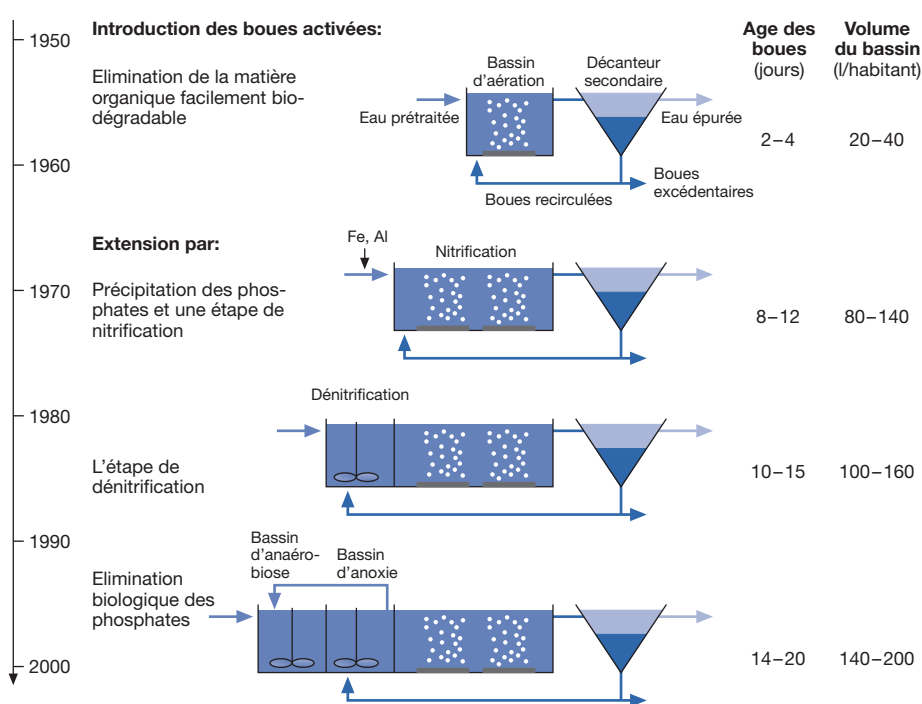 1950
1960
1970
1980
1990
2000
Introduction des boues activées:
Elimination de la matière
organique facilement bio-
dégradable
Bassin
d'aération
Décanteur
secondaire
Eau prétraitée
Eau épurée
Boues recirculées
Boues
excédentaires
Age des
boues
(jours)
Volume
du bassin
(l/habitant)
2–4
20–40
Extension par:
Précipitation des phos-
phates et une étape de
nitrification
Fe, Al
Nitrification
8–12
80–140
L'étape de
dénitrification
Dénitrification
10–15
100–160
Elimination
biologique des
phosphates
Bassin
d'anaéro-
biose
Bassin
d'anoxie
14–20
140–200